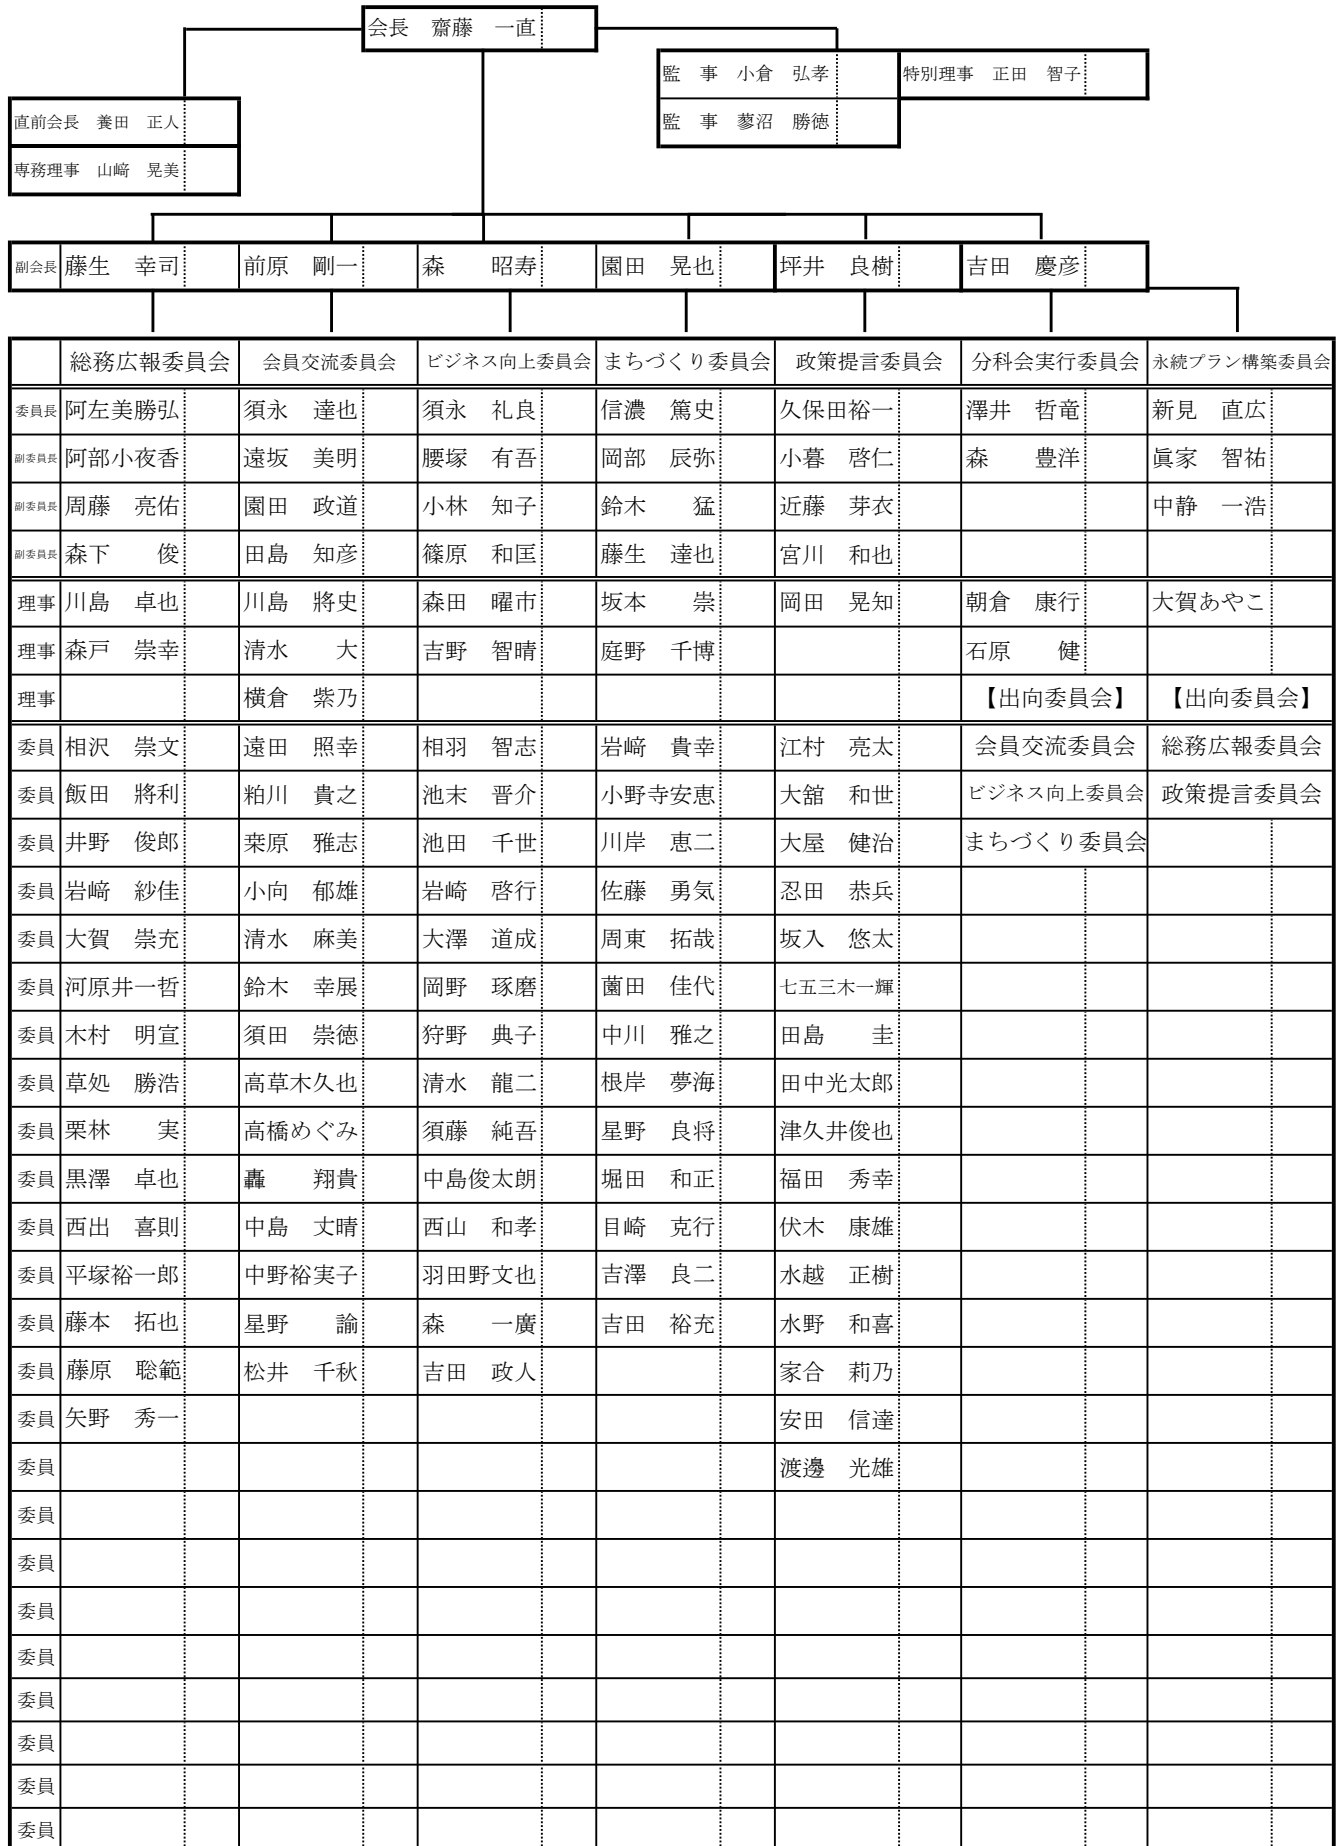 会長　齋藤　一直
監　事　小倉　弘孝　特別理事　正田　智子
直前会長　養田　正人　監　事　蓼沼　勝徳
専務理事　山﨑　晃美
副会長　藤生　幸司　前原　剛一　森　　昭寿　園田　晃也　坪井　良樹　吉田　慶彦
総務広報委員会　会員交流委員会　ビジネス向上委員会　まちづくり委員会　政策提言委員会　分科会実行委員会　永続プラン構築委員会
委員長　阿左美勝弘　須永　達也　須永　礼良　信濃　篤史　久保田裕一　澤井　哲竜　新見　直広
副委員長　阿部小夜香　遠坂　美明　腰塚　有吾　岡部　辰弥　小暮　啓仁　森　　豊洋　眞家　智祐
副委員長　周藤　亮佑　園田　政道　小林　知子　鈴木　　猛　近藤　芽衣　中静　一浩
副委員長　森下　　俊　田島　知彦　篠原　和匡　藤生　達也　宮川　和也
理事　川島　卓也　川島　將史　森田　曜市　坂本　　崇　岡田　晃知　朝倉　康行　大賀あやこ
理事　森戸　崇幸　清水　　大　吉野　智晴　庭野　千博　石原　　健
理事　横倉　紫乃　【出向委員会】　【出向委員会】
委員　相沢　崇文　遠田　照幸　相羽　智志　岩﨑　貴幸　江村　亮太　会員交流委員会　総務広報委員会
委員　飯田　將利　粕川　貴之　池末　晋介　小野寺安恵　大舘　和世　ビジネス向上委員会　政策提言委員会
委員　井野　俊郎　桒原　雅志　池田　千世　川岸　恵二　大屋　健治　まちづくり委員会
委員　岩﨑　紗佳　小向　郁雄　岩崎　啓行　佐藤　勇気　忍田　恭兵
委員　大賀　崇充　清水　麻美　大澤　道成　周東　拓哉　坂入　悠太
委員　河原井一哲　鈴木　幸展　岡野　琢磨　薗田　佳代　七五三木一輝
委員　木村　明宣　須田　崇徳　狩野　典子　中川　雅之　田島　　圭
委員　草処　勝浩　高草木久也　清水　龍二　根岸　夢海　田中光太郎
委員　栗林　　実　高橋めぐみ　須藤　純吾　星野　良将　津久井俊也
委員　黒澤　卓也　轟　　翔貴　中島俊太朗　堀田　和正　福田　秀幸
委員　西出　喜則　中島　丈晴　西山　和孝　目崎　克行　伏木　康雄
委員　平塚裕一郎　中野裕実子　羽田野文也　吉澤　良二　水越　正樹
委員　藤本　拓也　星野　　諭　森　　一廣　吉田　裕充　水野　和喜
委員　藤原　聡範　松井　千秋　吉田　政人　家合　莉乃
委員　矢野　秀一　安田　信達
委員　渡邊　光雄
委員
委員
委員
委員
委員
委員
委員
委員